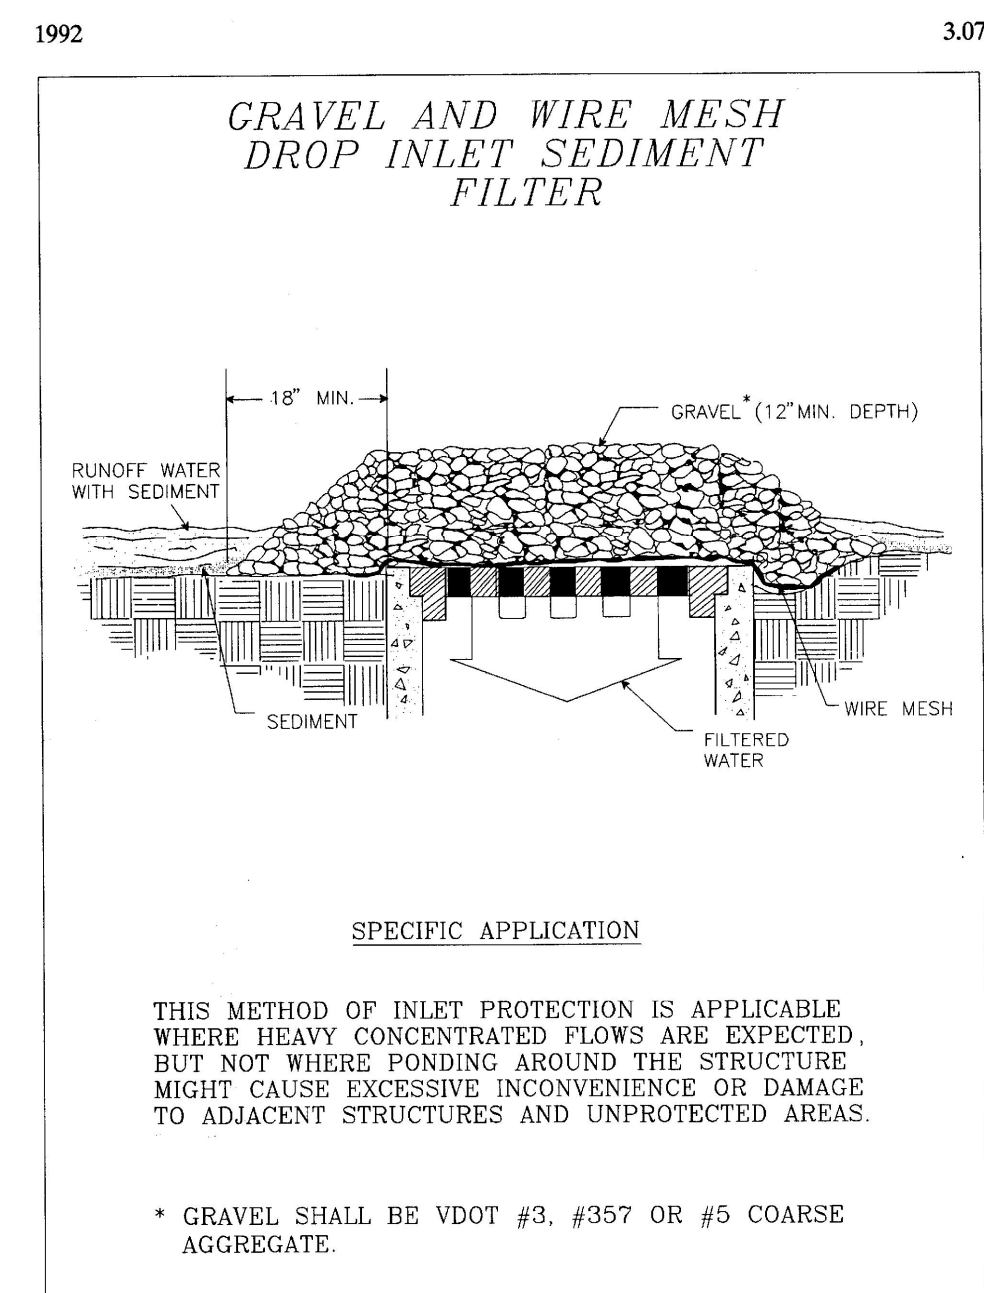 1992
3.07
GRAVEL AND WIRE MESH
DROP INLET SEDIMENT
FILTER
18" MIN.
GRAVEL* (12" MIN. DEPTH)
RUNOFF WATER
WITH SEDIMENT
SEDIMENT
WIRE MESH
FILTERED
WATER
SPECIFIC APPLICATION
THIS METHOD OF INLET PROTECTION IS APPLICABLE
WHERE HEAVY CONCENTRATED FLOWS ARE EXPECTED,
BUT NOT WHERE PONDING AROUND THE STRUCTURE
MIGHT CAUSE EXCESSIVE INCONVENIENCE OR DAMAGE
TO ADJACENT STRUCTURES AND UNPROTECTED AREAS.
* GRAVEL SHALL BE VDOT #3, #357 OR #5 COARSE
AGGREGATE.